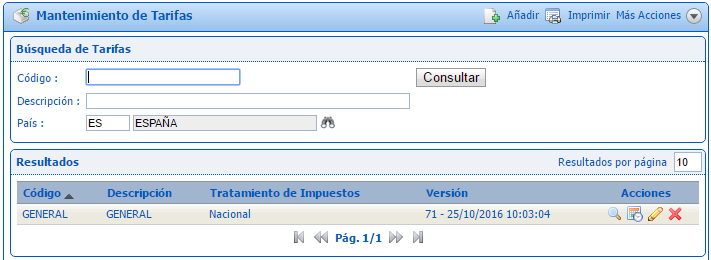 Mantenimiento de Tarifas Añadir Imprimir Más Acciones
Búsqueda de Tarifas
Código : Consultar
Descripción :
País : ES ESPAÑA
Resultados Resultados por página 10
Código Descripción Tratamiento de Impuestos Versión Acciones
GENERAL GENERAL Nacional 71 - 25/10/2016 10:03:04
Pág. 1/1